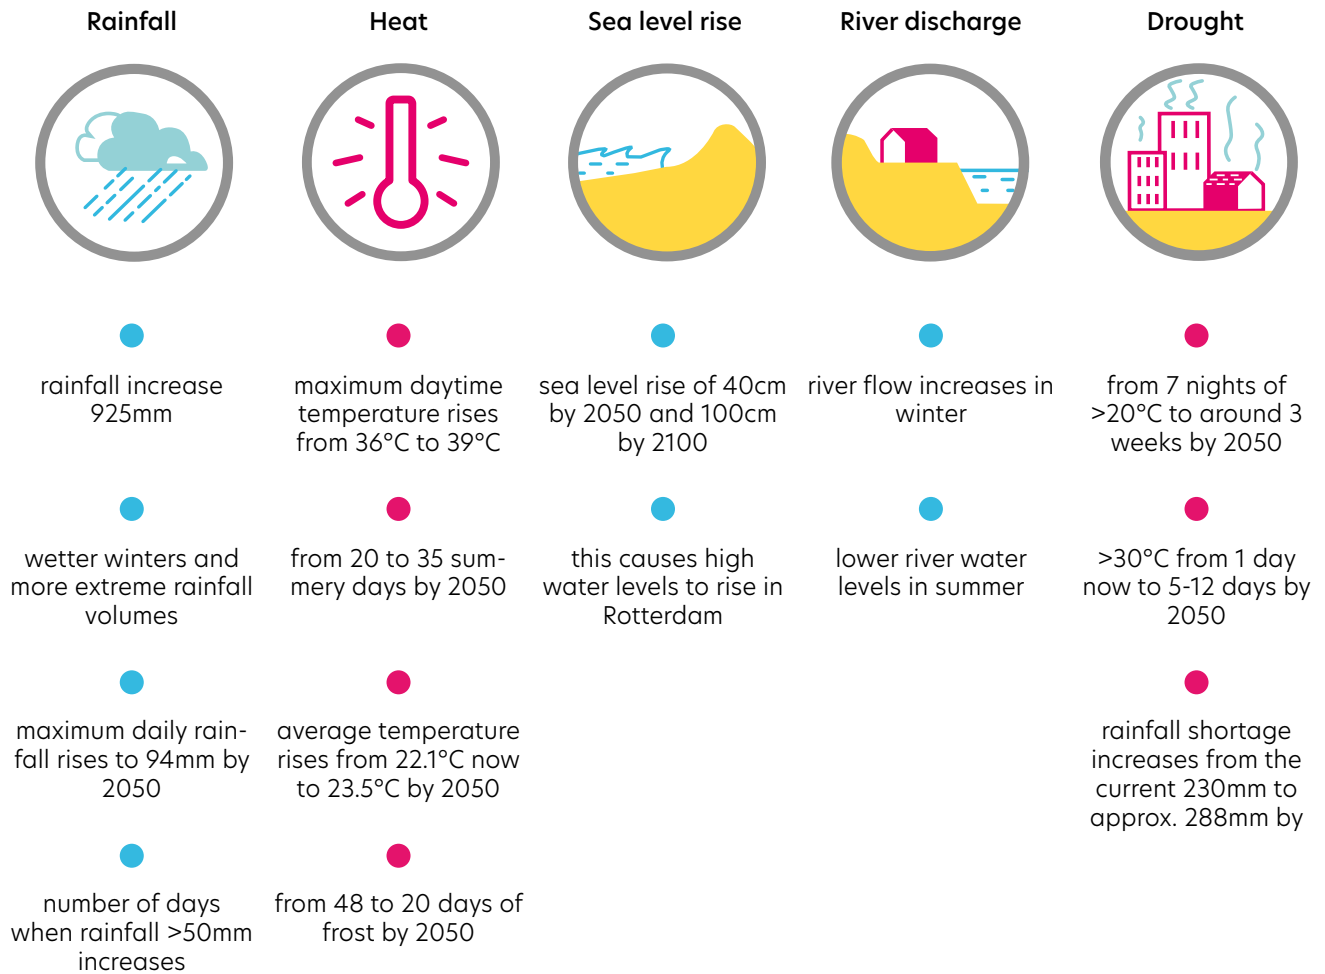 Rainfall
rainfall increase
925mm
wetter winters and
more extreme rainfall
volumes
maximum daily rain-
fall rises to 94mm by
2050
number of days
when rainfall >50mm
increases
Heat
maximum daytime
temperature rises
from 36°C to 39°C
from 20 to 35 sum-
mery days by 2050
average temperature
rises from 22.1°C now
to 23.5°C by 2050
from 48 to 20 days of
frost by 2050
Sea level rise
sea level rise of 40cm
by 2050 and 100cm
by 2100
this causes high
water levels to rise in
Rotterdam
River discharge
river flow increases in
winter
lower river water
levels in summer
Drought
from 7 nights of
>20°C to around 3
weeks by 2050
>30°C from 1 day
now to 5-12 days by
2050
rainfall shortage
increases from the
current 230mm to
approx. 288mm by